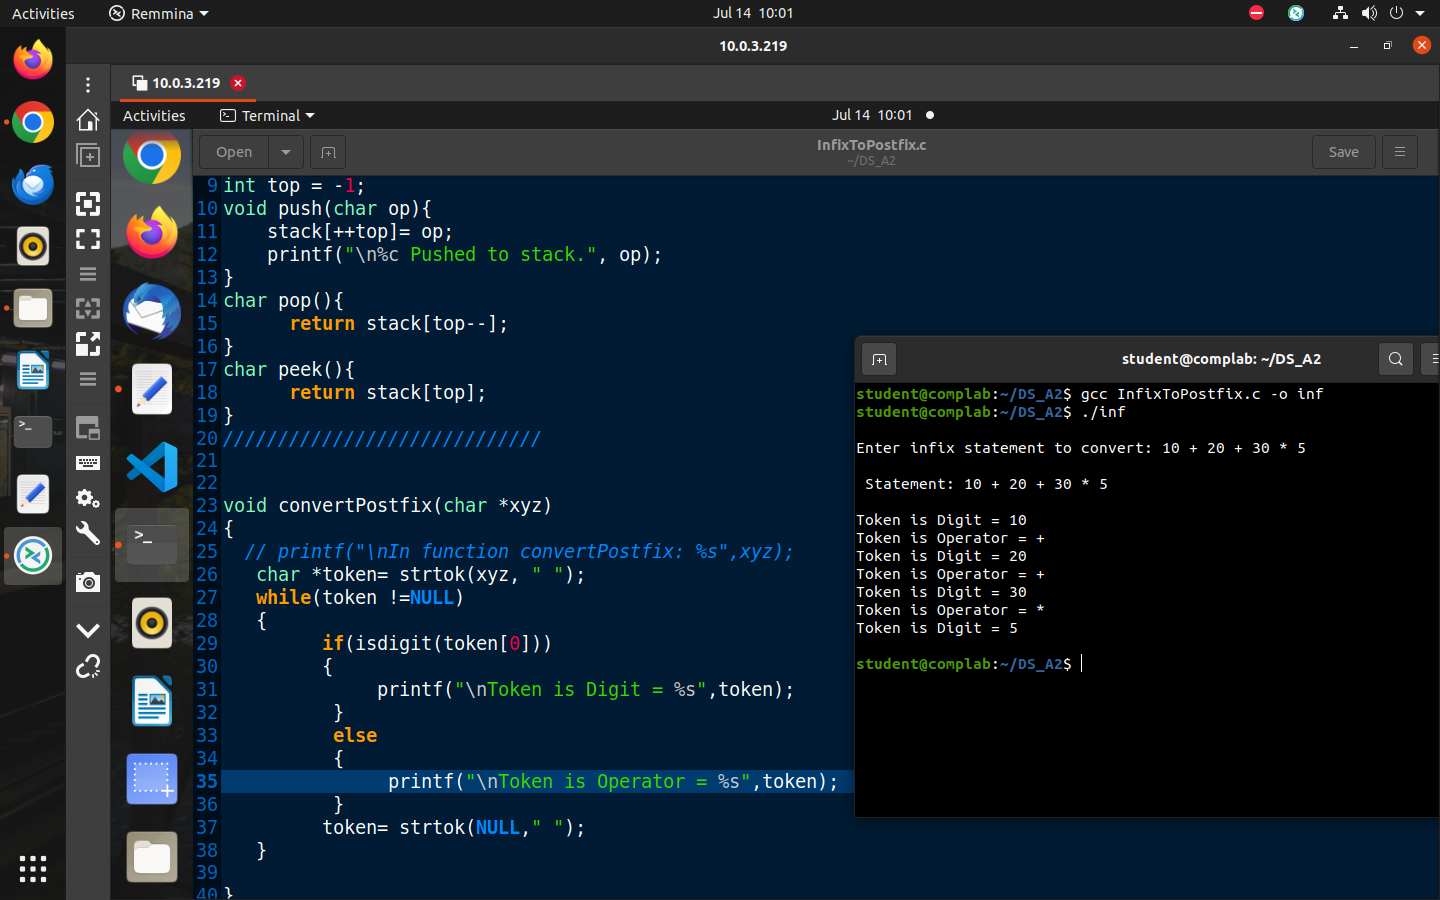 Activities Remmina Jul 14 10:01
10.0.3.219
10.0.3.219
Activities Terminal Jul 14 10:01
Open InfixToPostfix.c Save
~/DS_A2
9 int top = -1;
10 void push(char op){
11 stack[++top]= op;
12 printf("\n%c Pushed to stack.", op);
13 }
14 char pop(){
15 return stack[top--];
16 }
17 char peek(){
18 return stack[top];
19 }
20 /////////////////////////////
21
22
23 void convertPostfix(char *xyz)
24 {
25 // printf("\nIn function convertPostfix: %s",xyz);
26 char *token= strtok(xyz, " ");
27 while(token !=NULL)
28 {
29 if(isdigit(token[0]))
30 {
31 printf("\nToken is Digit = %s",token);
32 }
33 else
34 {
35 printf("\nToken is Operator = %s",token);
36 }
37 token= strtok(NULL," ");
38 }
39
40 }
student@complab: ~/DS_A2
student@complab:~/DS_A2$ gcc InfixToPostfix.c -o inf
student@complab:~/DS_A2$ ./inf
Enter infix statement to convert: 10 + 20 + 30 * 5
Statement: 10 + 20 + 30 * 5
Token is Digit = 10
Token is Operator = +
Token is Digit = 20
Token is Operator = +
Token is Digit = 30
Token is Operator = *
Token is Digit = 5
student@complab:~/DS_A2$